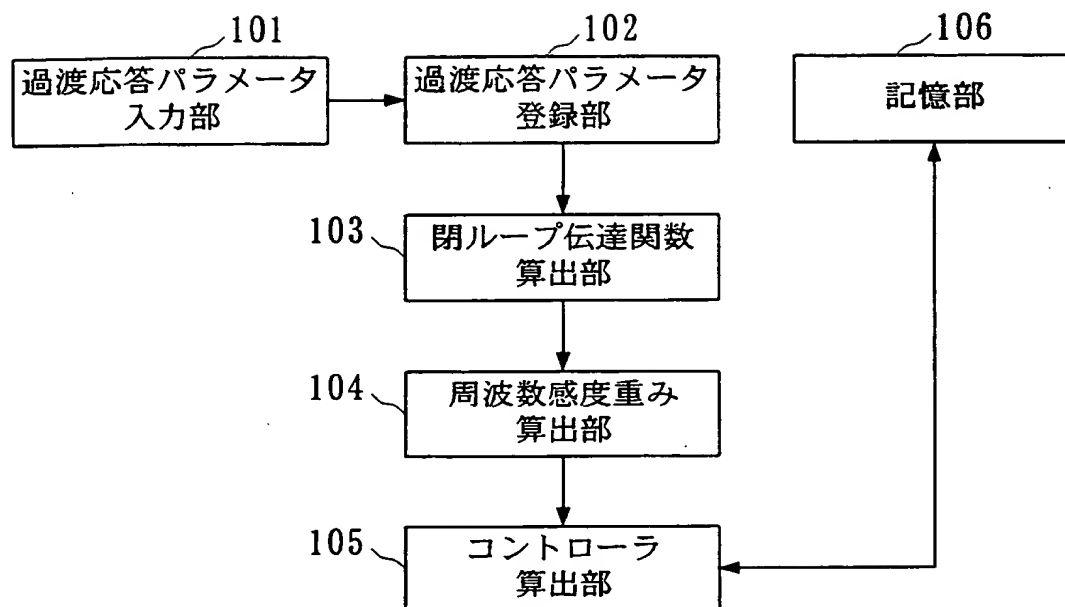 101
過渡応答パラメータ
入力部
102
過渡応答パラメータ
登録部
106
記憶部
103
閉ループ伝達関数
算出部
104
周波数感度重み
算出部
105
コントローラ
算出部